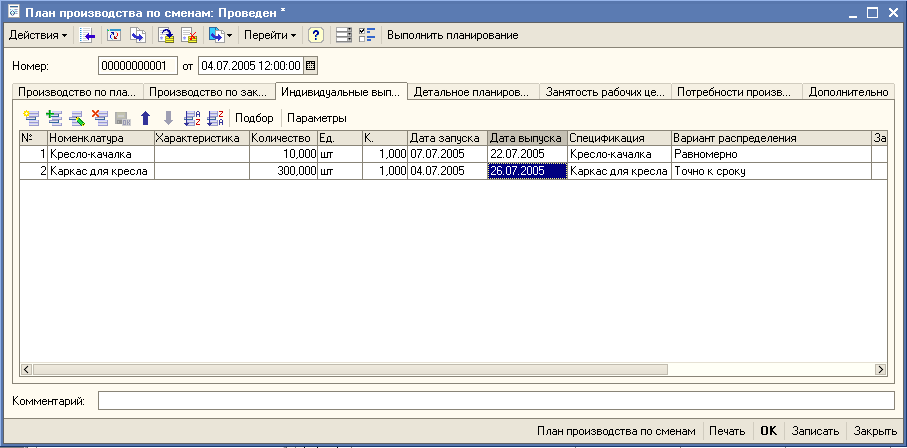 План производства по сменам: Проведен *
Действия Перейти ? Выполнить планирование
Номер: 00000000001 от 04.07.2005 12:00:00
Производство по пла... Производство по зак... Индивидуальные вып... Детальное планиров... Занятость рабочих це... Потребности произв... Дополнительно
Подбор Параметры
№ Номенклатура Характеристика Количество Ед. К. Дата запуска Дата выпуска Спецификация Вариант распределения За
1 Кресло-качалка 10,000 шт 1,000 07.07.2005 22.07.2005 Кресло-качалка Равномерно
2 Каркас для кресла 300,000 шт 1,000 04.07.2005 26.07.2005 Каркас для кресла Точно к сроку
Комментарий:
План производства по сменам Печать OK Записать Закрыть